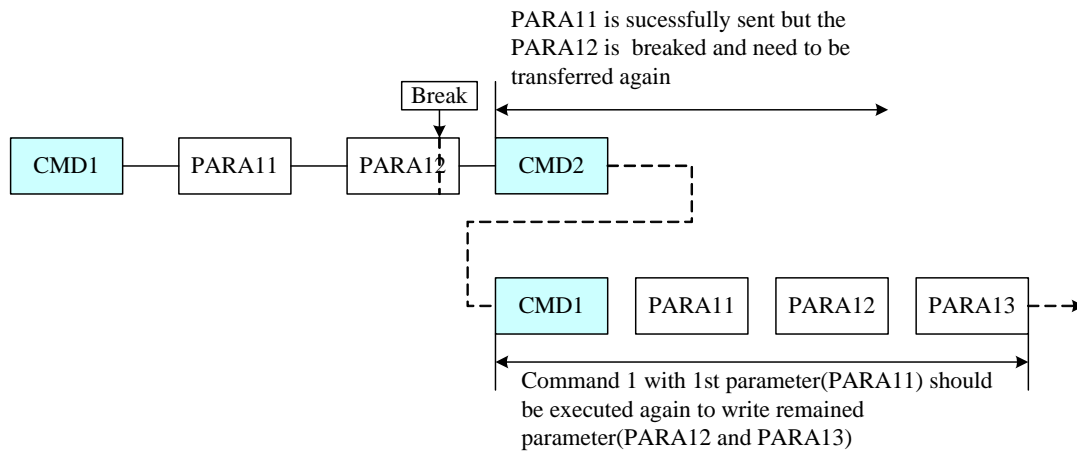 PARA11 is sucessfully sent but the
PARA12 is breaked and need to be
transferred again
Break
CMD1
PARA11
PARA12
CMD2
CMD1
PARA11
PARA12
PARA13
Command 1 with 1st parameter(PARA11) should
be executed again to write remained
parameter(PARA12 and PARA13)